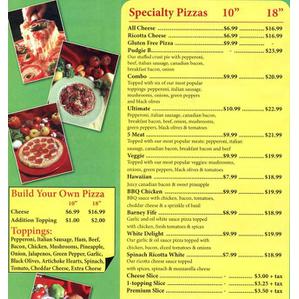 Specialty Pizzas 10" 18"
All Cheese $6.99 $16.99
Ricotta Cheese $6.99 $16.99
Gluten Free Pizza $9.99 -
Pudgie B - $23.99
Our stuffed crust pie with pepperoni,
beef, italian sausage, canadian bacon,
breakfast bacon, onion
Combo $9.99 $20.99
Topped with six of our most popular
toppings: pepperoni, italian
sausage, mushrooms, onions, green peppers
and black olives
Ultimate $10.99 $22.99
Pepperoni, italian sausage, canadian bacon,
breakfast bacon, beef, onion, mushrooms,
green peppers, black olives & tomatoes
5 Meat $9.99 $21.99
Topped with our most popular meats: pepperoni,
italian sausage, canadian bacon, breakfast bacon and beef
Veggie $9.99 $19.99
Topped with our most popular veggies: mushrooms,
onions, green peppers, black olives & tomatoes
Hawaiian $7.99 $18.99
Juicy canadian bacon & sweet pineapple
BBQ Chicken $9.99 $19.99
BBQ sauce with chicken, bacon, tomatoes,
cheddar cheese & a sprinkle of basil
Barney Fife $8.99 $18.99
Garlic and oil white sauce pizza topped
with chicken, fresh tomatoes & spices
White Delight $9.99 $19.99
Our garlic & oil sauce pizza topped with
chicken, bacon, sliced tomatoes & onions
Spinach Ricotta White $7.99 $18.99
Our ricotta cheese sauce topped
with spices, spinach & mozzarella cheese
Cheese Slice $3.00 + tax
1-topping Slice $3.25 + tax
Premium Slice $3.50 + tax
Build Your Own Pizza
10" 18"
Cheese $6.99 $16.99
Addition Topping $1.00 $2.00
Toppings:
Pepperoni, Italian Sausage, Ham, Beef,
Bacon, Chicken, Mushrooms, Pineapple,
Onion, Jalapenos, Green Pepper, Garlic,
Black Olives, Artichoke Hearts, Spinach,
Tomato, Cheddar Cheese, Extra Cheese